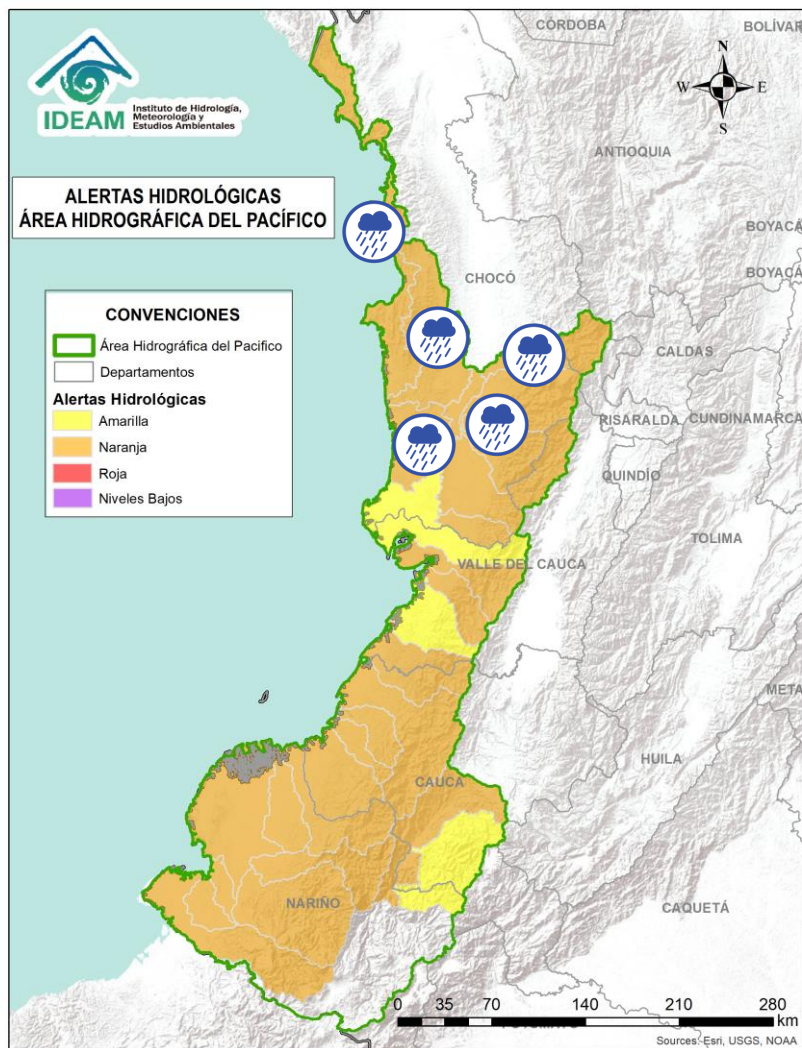 IDEAM
Instituto de Hidrología,
Meteorología y
Estudios Ambientales
CÓRDOBA
BOLÍVAR
N
W
E
S
ANTIOQUIA
ALERTAS HIDROLÓGICAS
ÁREA HIDROGRÁFICA DEL PACÍFICO
BOYACÁ
BOYACÁ
CHOCÓ
CONVENCIONES
Área Hidrográfica del Pacifico
Departamentos
Alertas Hidrológicas
Amarilla
Naranja
Roja
Niveles Bajos
CALDAS
RISARALDA
CUNDINAMARCA
QUINDÍO
TOLIMA
VALLE DEL CAUCA
META
HUILA
CAUCA
NARIÑO
CAQUETÁ
0 35 70 140 210 280
km
Sources: Esri, USGS, NOAA